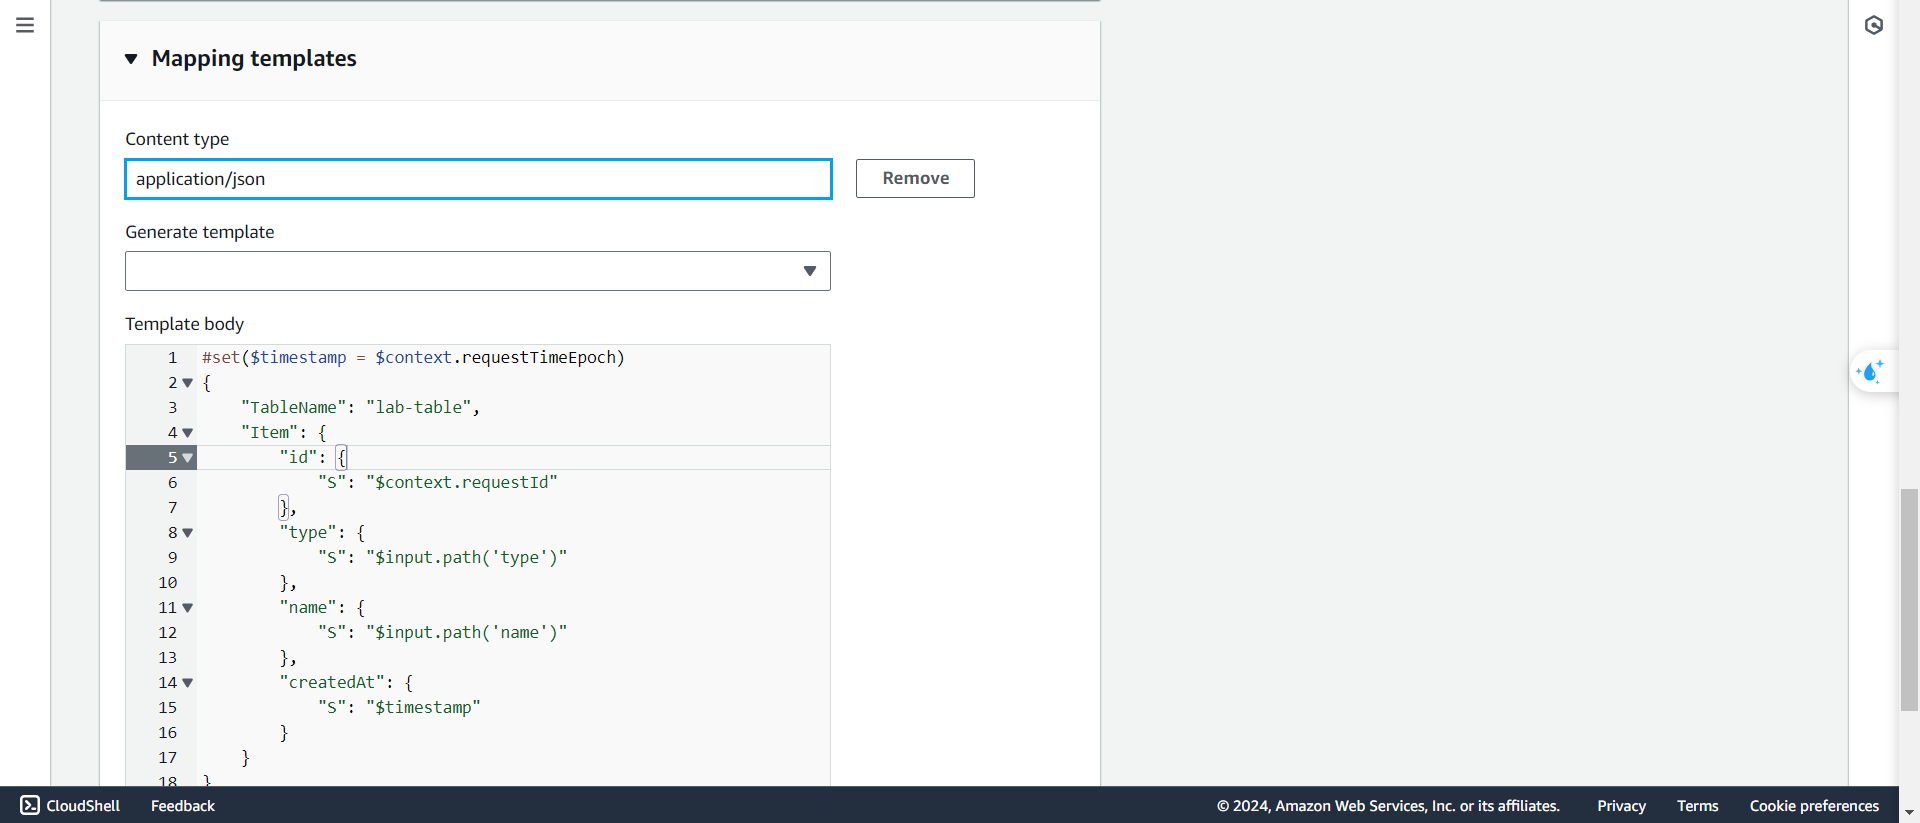 Mapping templates
Content type
application/json
Remove
Generate template
Template body
1 #set($timestamp = $context.requestTimeEpoch)
2 {
3     "TableName": "lab-table",
4     "Item": {
5         "id": {
6             "S": "$context.requestId"
7         },
8         "type": {
9             "S": "$input.path('type')"
10         },
11         "name": {
12             "S": "$input.path('name')"
13         },
14         "createdAt": {
15             "S": "$timestamp"
16         }
17     }
18 }
CloudShell Feedback © 2024, Amazon Web Services, Inc. or its affiliates. Privacy Terms Cookie preferences